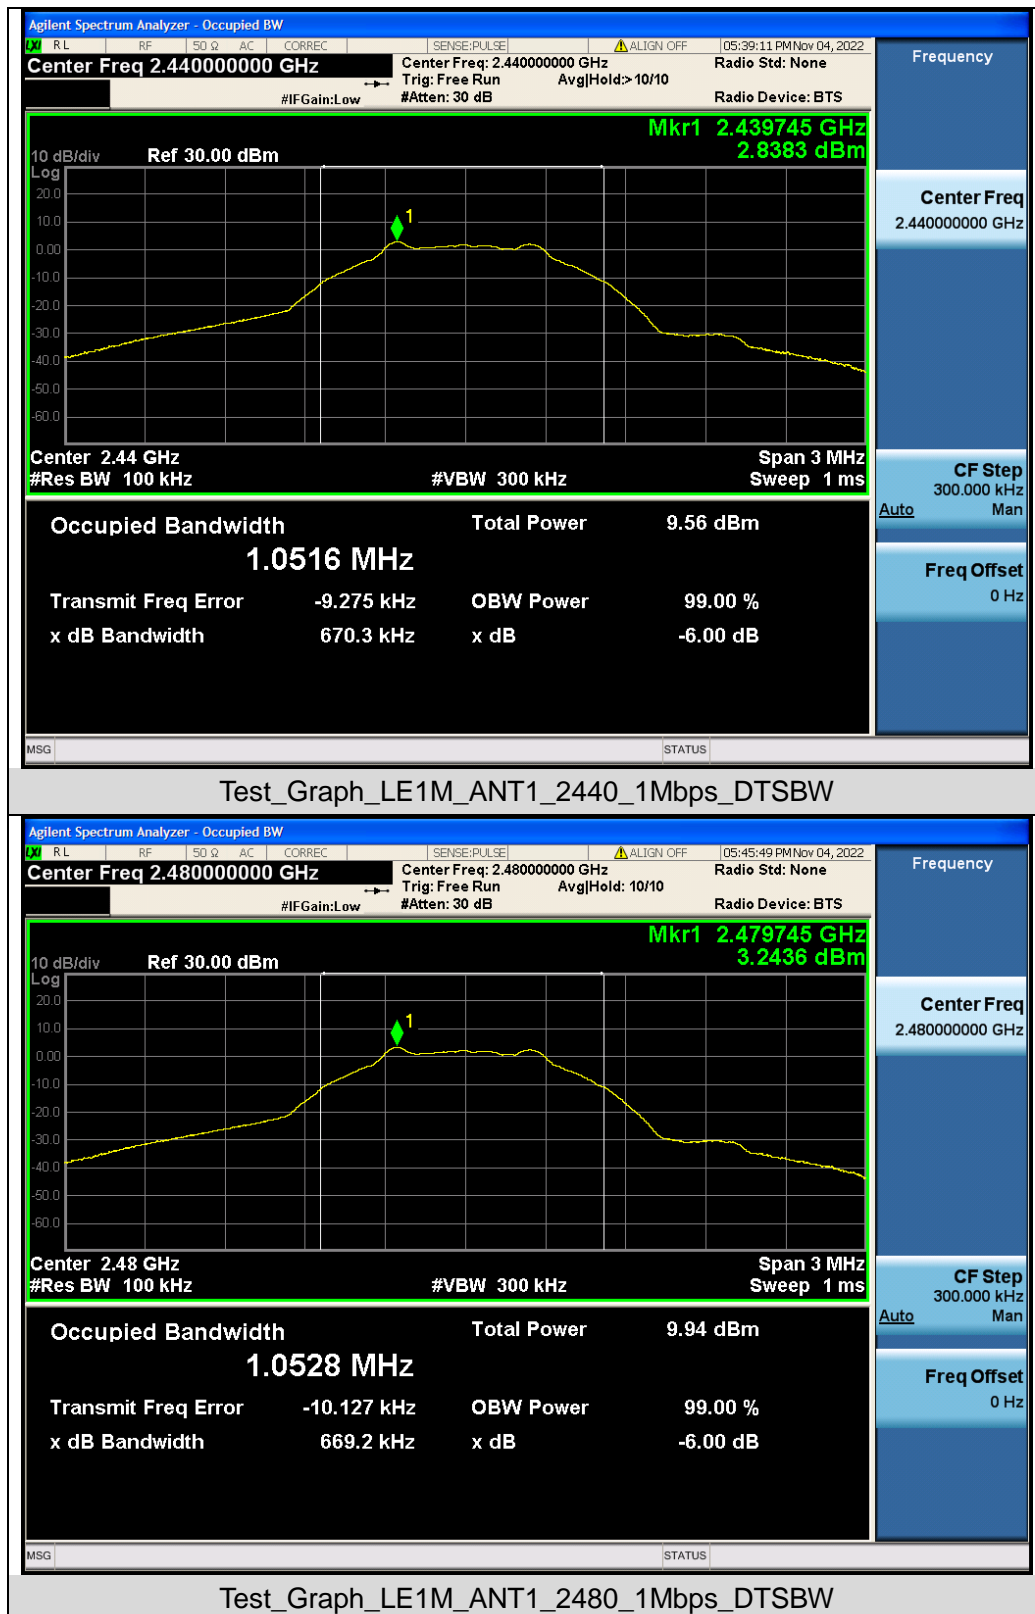 Agilent Spectrum Analyzer - Occupied BW
LXI RL RF 50 Ω AC CORREC SENSE:PULSE ALIGN OFF 05:39:11 PM Nov 04, 2022
Center Freq 2.440000000 GHz
Center Freq: 2.440000000 GHz
Radio Std: None
Trig: Free Run Avg|Hold:>10/10
#IFGain:Low #Atten: 30 dB Radio Device: BTS
Mkr1 2.439745 GHz
2.8383 dBm
10 dB/div Ref 30.00 dBm
Log
20.0
10.0
0.00
-10.0
-20.0
-30.0
-40.0
-50.0
-60.0
1
Center 2.44 GHz Span 3 MHz
#Res BW 100 kHz #VBW 300 kHz Sweep 1 ms
Occupied Bandwidth Total Power 9.56 dBm
1.0516 MHz
Transmit Freq Error -9.275 kHz OBW Power 99.00 %
x dB Bandwidth 670.3 kHz x dB -6.00 dB
MSG STATUS
Frequency
Center Freq
2.440000000 GHz
CF Step
300.000 kHz
Auto Man
Freq Offset
0 Hz
Test_Graph_LE1M_ANT1_2440_1Mbps_DTSBW
Agilent Spectrum Analyzer - Occupied BW
LXI RL RF 50 Ω AC CORREC SENSE:PULSE ALIGN OFF 05:45:49 PM Nov 04, 2022
Center Freq 2.480000000 GHz
Center Freq: 2.480000000 GHz
Radio Std: None
Trig: Free Run Avg|Hold: 10/10
#IFGain:Low #Atten: 30 dB Radio Device: BTS
Mkr1 2.479745 GHz
3.2436 dBm
10 dB/div Ref 30.00 dBm
Log
20.0
10.0
0.00
-10.0
-20.0
-30.0
-40.0
-50.0
-60.0
1
Center 2.48 GHz Span 3 MHz
#Res BW 100 kHz #VBW 300 kHz Sweep 1 ms
Occupied Bandwidth Total Power 9.94 dBm
1.0528 MHz
Transmit Freq Error -10.127 kHz OBW Power 99.00 %
x dB Bandwidth 669.2 kHz x dB -6.00 dB
MSG STATUS
Frequency
Center Freq
2.480000000 GHz
CF Step
300.000 kHz
Auto Man
Freq Offset
0 Hz
Test_Graph_LE1M_ANT1_2480_1Mbps_DTSBW